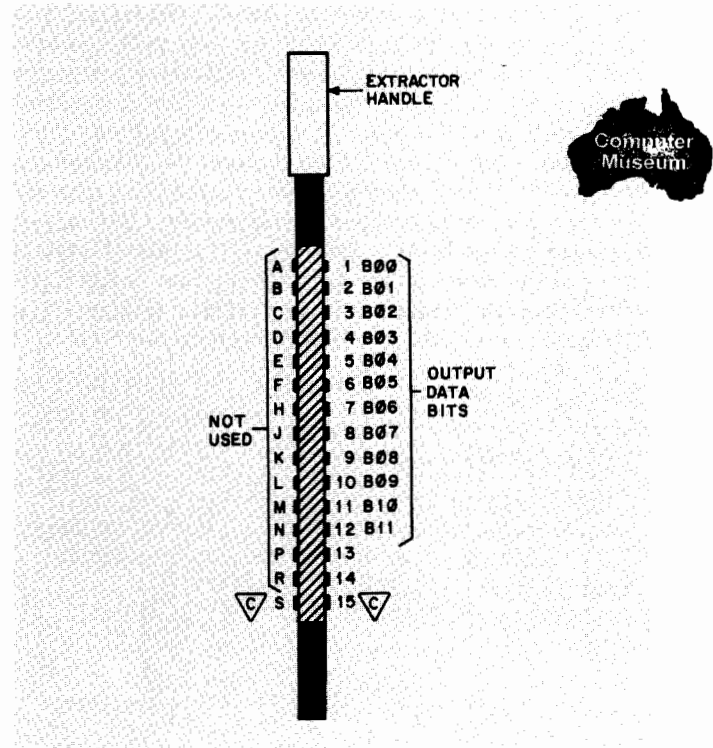 EXTRACTOR
HANDLE
Computer
Museum
A 1 BØØ
B 2 BØ1
C 3 BØ2
D 4 BØ3
E 5 BØ4
F 6 BØ5
H 7 BØ6
J 8 BØ7
K 9 BØ8
L 10 BØ9
M 11 B1Ø
N 12 B11
P 13
R 14
C S 15 C
NOT
USED
OUTPUT
DATA
BITS